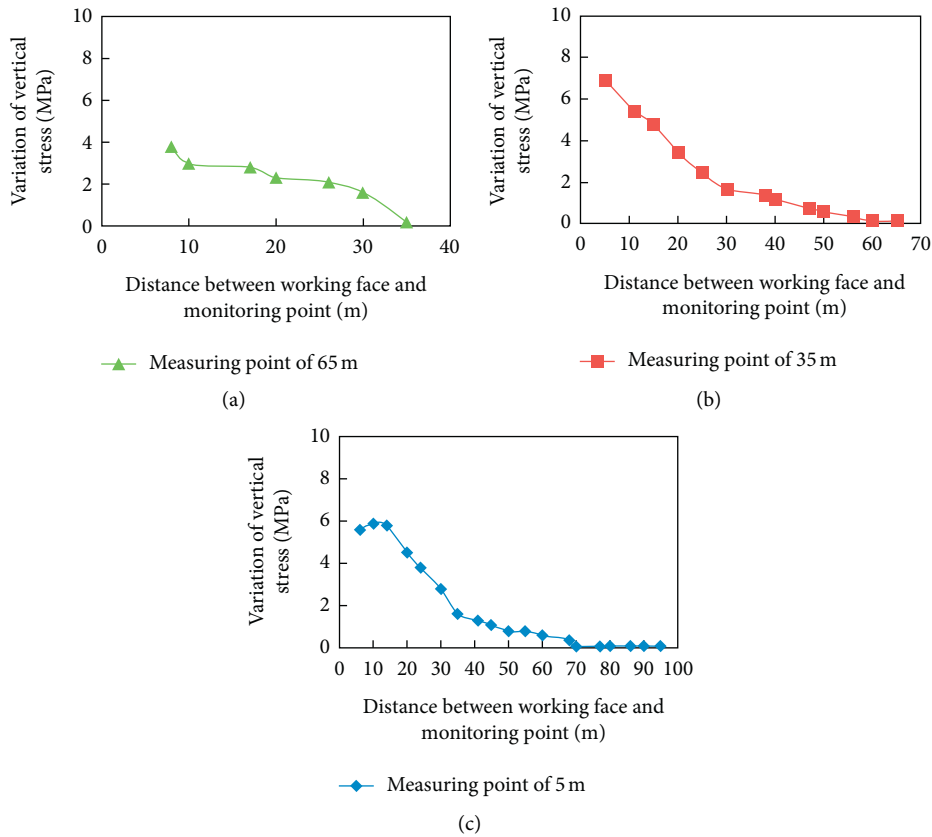 10
8
6
4
2
0
Variation of vertical
stress (MPa)
0 10 20 30 40
Distance between working face and
monitoring point (m)
Measuring point of 65 m
(a)
10
8
6
4
2
0
Variation of vertical
stress (MPa)
0 10 20 30 40 50 60 70
Distance between working face and
monitoring point (m)
Measuring point of 35 m
(b)
10
8
6
4
2
0
Variation of vertical
stress (MPa)
0 10 20 30 40 50 60 70 80 90 100
Distance between working face and
monitoring point (m)
Measuring point of 5 m
(c)